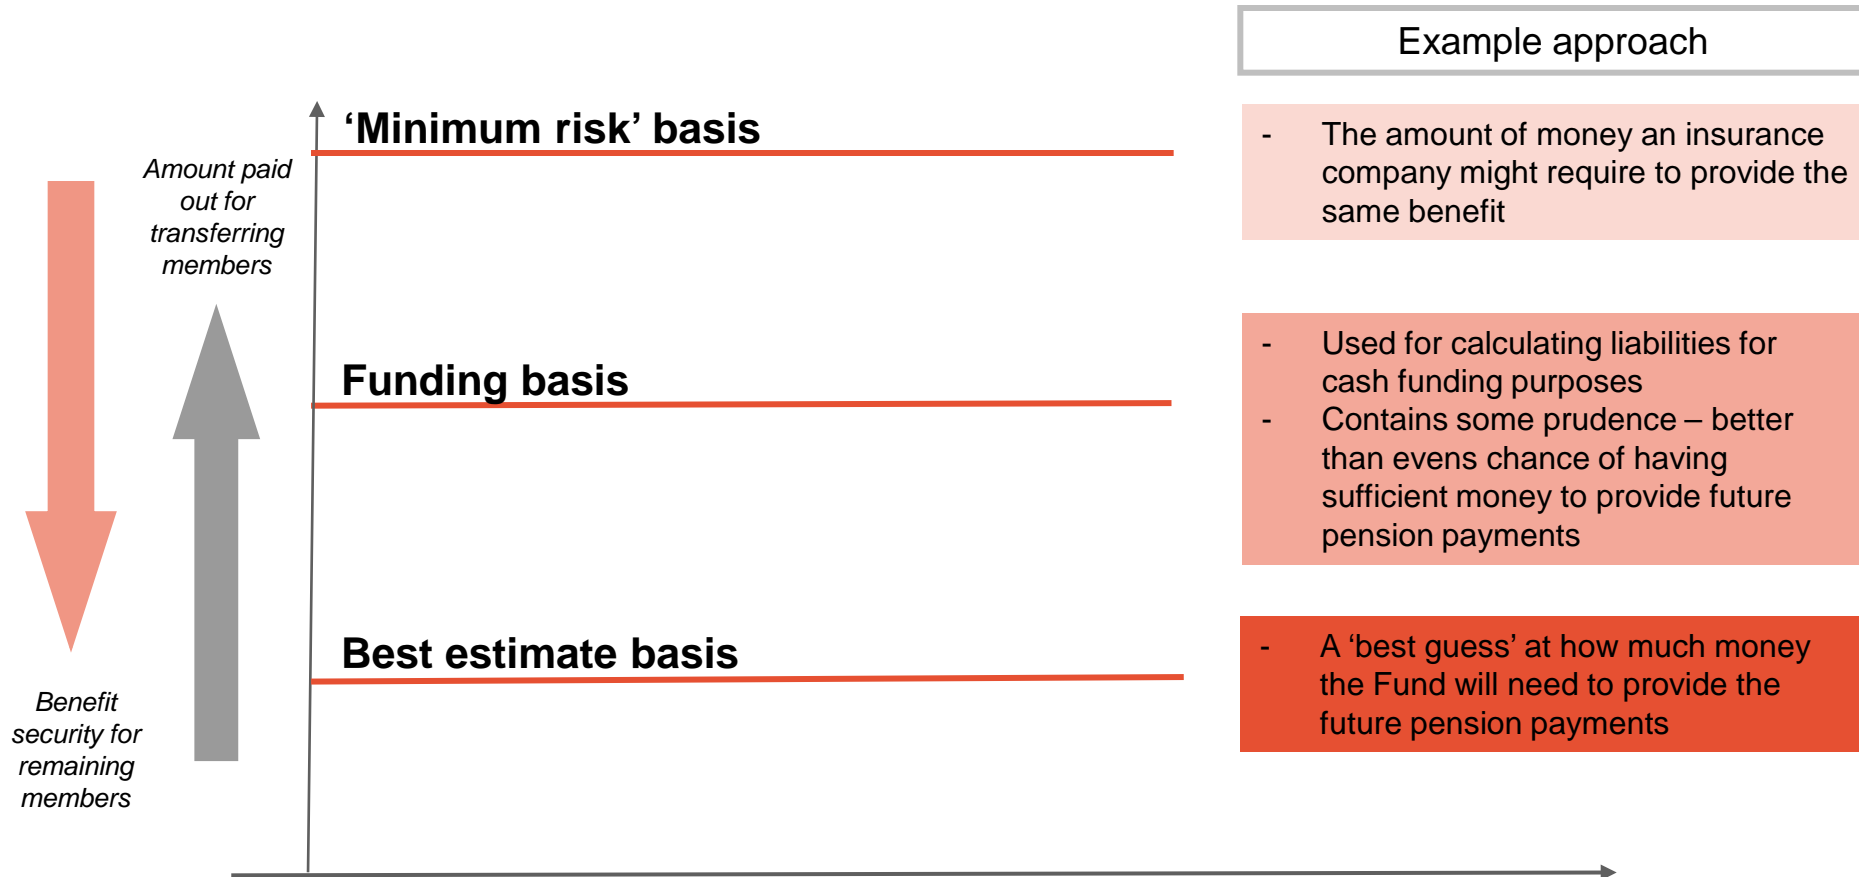 Example approach
‘Minimum risk’ basis
Amount paid
out for
transferring
members
- The amount of money an insurance
company might require to provide the
same benefit
Funding basis
- Used for calculating liabilities for
cash funding purposes
- Contains some prudence – better
than evens chance of having
sufficient money to provide future
pension payments
Best estimate basis
- A ‘best guess’ at how much money
the Fund will need to provide the
future pension payments
Benefit
security for
remaining
members